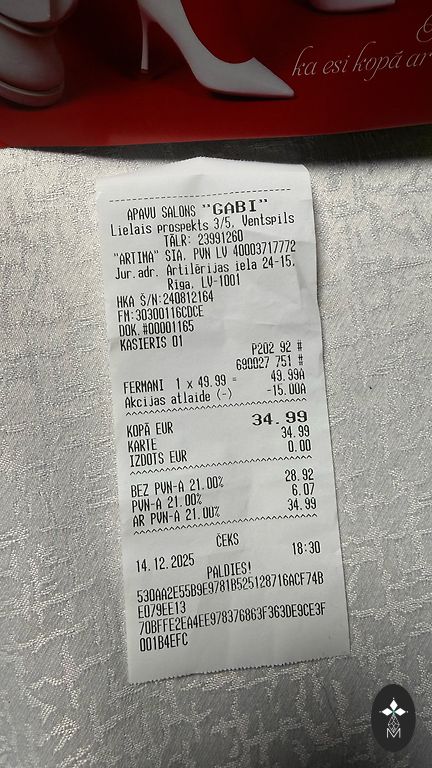 ka esi kopā ar
APAVU SALONS "GABI"
Lielais prospekts 3/5, Ventspils
TĀLR: 23991260
"ARTIMA" SIA, PVN LV 40003717772
Jur.adr. Artilērijas iela 24-15.
Rīga, LV-1001
HKA Š/N:240812164
FM:30300116CDCE
DOK.#00001165
KASIERIS 01
P202 92 #
690027 751 #
FERMANI 1 x 49.99 = 49.99A
Akcijas atlaide (-) -15.00A
KOPĀ EUR 34.99
KARTE 34.99
IZDOTS EUR 0.00
BEZ PVN-A 21.00% 28.92
PVN-A 21.00% 6.07
AR PVN-A 21.00% 34.99
ČEKS
14.12.2025 18:30
PALDIES!
530AA2E55B9E9781B525128716ACF74B
E079EE13
70BFFE2EA4EE978376863F363DE9CE3F
001B4EFC
M